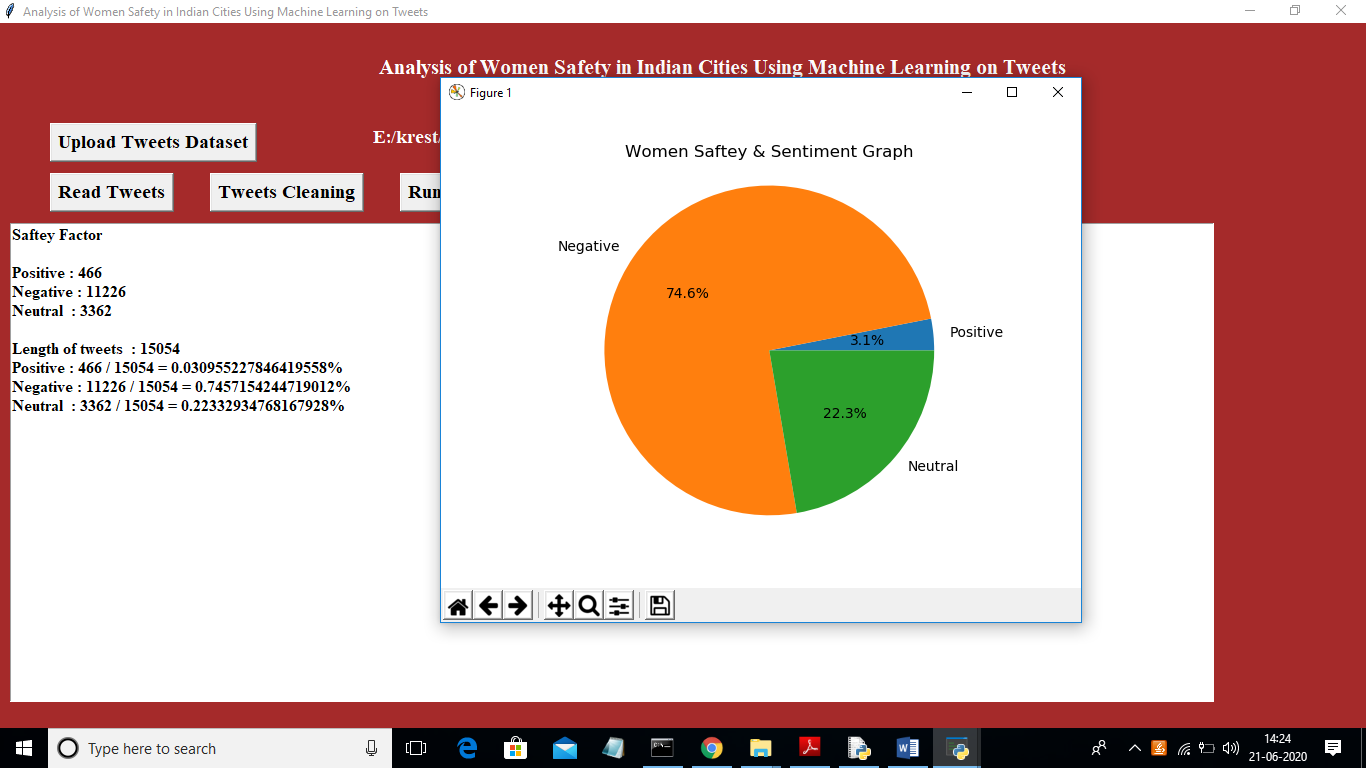 Analysis of Women Safety in Indian Cities Using Machine Learning on Tweets
Analysis of Women Safety in Indian Cities Using Machine Learning on Tweets
Upload Tweets Dataset
E:/krest/
Read Tweets
Tweets Cleaning
Run
Saftey Factor
Positive : 466
Negative : 11226
Neutral : 3362
Length of tweets : 15054
Positive : 466 / 15054 = 0.030955227846419558%
Negative : 11226 / 15054 = 0.7457154244719012%
Neutral : 3362 / 15054 = 0.22332934768167928%
Figure 1
Women Saftey & Sentiment Graph
Negative
74.6%
Positive
3.1%
22.3%
Neutral
Type here to search
14:24
21-06-2020